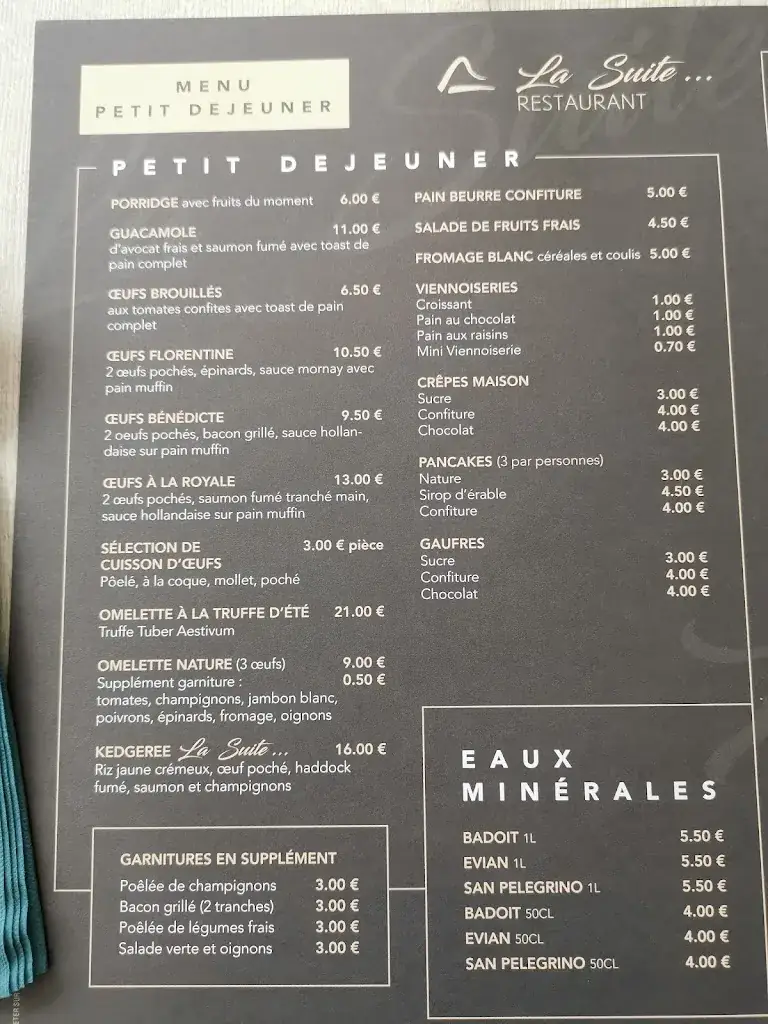 MENU
PETIT DEJEUNER
La Suite...
RESTAURANT
PETIT DEJEUNER
PORRIDGE avec fruits du moment 6.00 €
GUACAMOLE 11.00 €
d'avocat frais et saumon fumé avec toast de
pain complet
ŒUFS BROUILLÉS 6.50 €
aux tomates confites avec toast de pain
complet
ŒUFS FLORENTINE 10.50 €
2 œufs pochés, épinards, sauce mornay avec
pain muffin
ŒUFS BÉNÉDICTE 9.50 €
2 oeufs pochés, bacon grillé, sauce hollan-
daise sur pain muffin
ŒUFS À LA ROYALE 13.00 €
2 œufs pochés, saumon fumé tranché main,
sauce hollandaise sur pain muffin
SÉLECTION DE 3.00 € pièce
CUISSON D'ŒUFS
Pôelé, à la coque, mollet, poché
OMELETTE À LA TRUFFE D'ÉTÉ 21.00 €
Truffe Tuber Aestivum
OMELETTE NATURE (3 œufs) 9.00 €
Supplément garniture : 0.50 €
tomates, champignons, jambon blanc,
poivrons, épinards, fromage, oignons
KEDGEREE La Suite... 16.00 €
Riz jaune crémeux, œuf poché, haddock
fumé, saumon et champignons
GARNITURES EN SUPPLÉMENT
Poêlée de champignons 3.00 €
Bacon grillé (2 tranches) 3.00 €
Poêlée de légumes frais 3.00 €
Salade verte et oignons 3.00 €
PAIN BEURRE CONFITURE 5.00 €
SALADE DE FRUITS FRAIS 4.50 €
FROMAGE BLANC céréales et coulis 5.00 €
VIENNOISERIES
Croissant 1.00 €
Pain au chocolat 1.00 €
Pain aux raisins 1.00 €
Mini Viennoiserie 0.70 €
CRÊPES MAISON
Sucre 3.00 €
Confiture 4.00 €
Chocolat 4.00 €
PANCAKES (3 par personnes)
Nature 3.00 €
Sirop d'érable 4.50 €
Confiture 4.00 €
GAUFRES
Sucre 3.00 €
Confiture 4.00 €
Chocolat 4.00 €
EAUX
MINÉRALES
BADOIT 1L 5.50 €
EVIAN 1L 5.50 €
SAN PELEGRINO 1L 5.50 €
BADOIT 50CL 4.00 €
EVIAN 50CL 4.00 €
SAN PELEGRINO 50CL 4.00 €